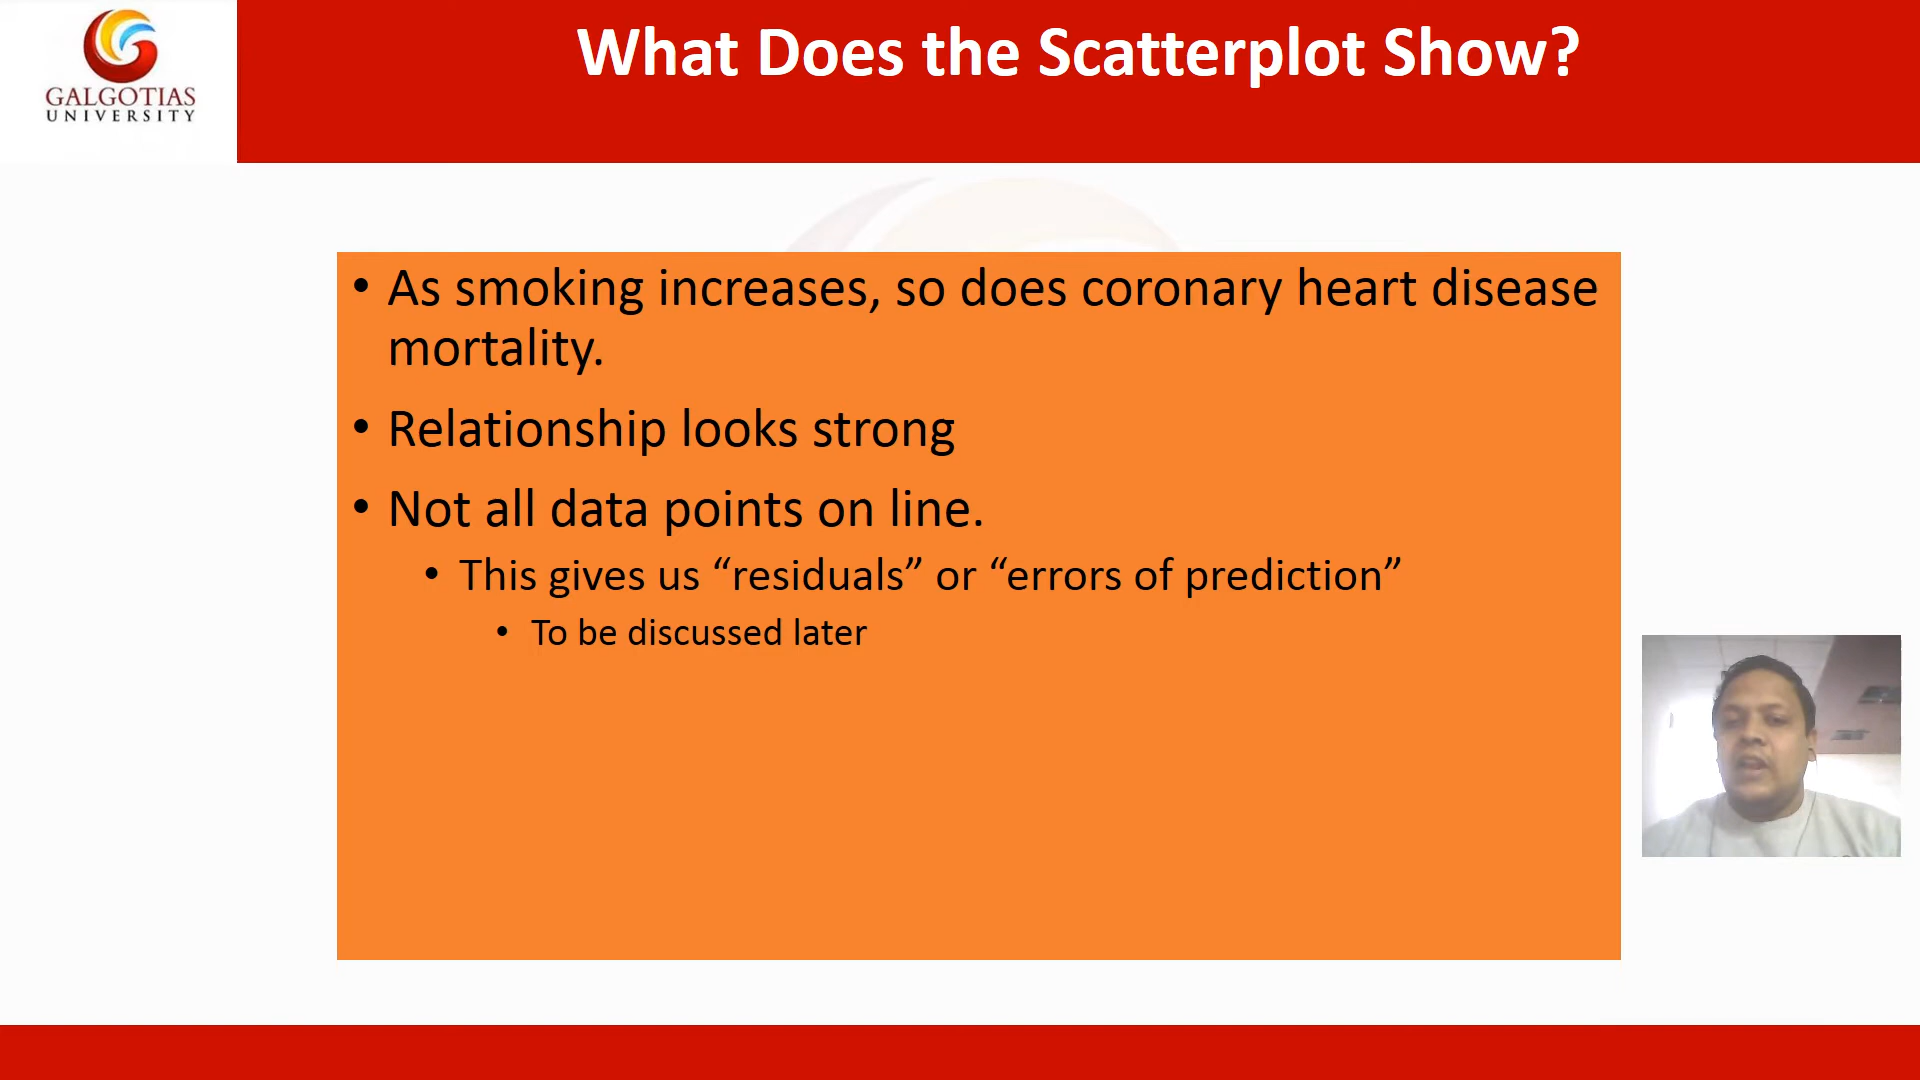 GALGOTIAS
UNIVERSITY
What Does the Scatterplot Show?
• As smoking increases, so does coronary heart disease
mortality.
• Relationship looks strong
• Not all data points on line.
• This gives us “residuals” or “errors of prediction”
• To be discussed later